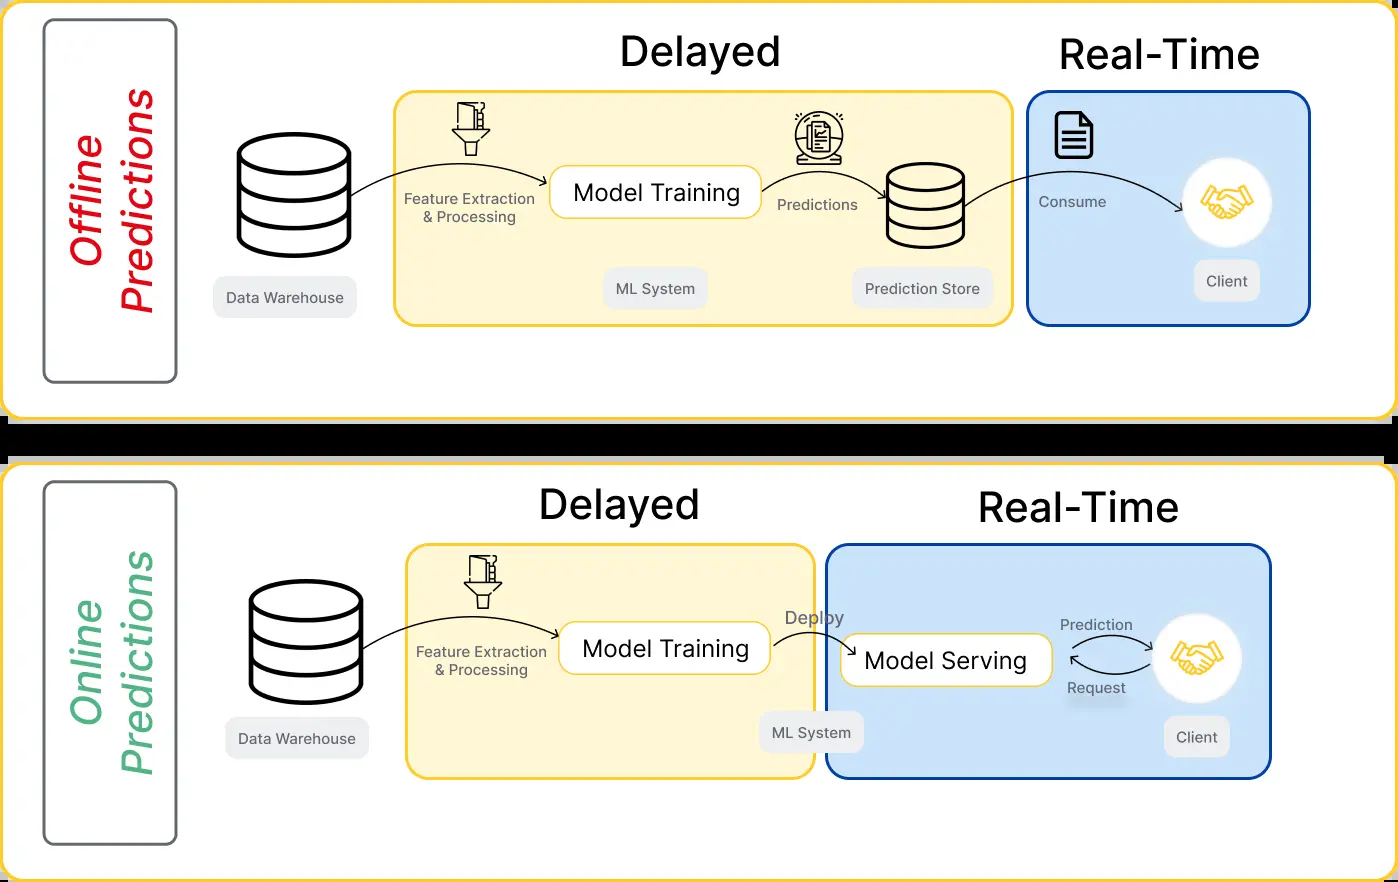 Offline
Predictions
Delayed
Real-Time
Feature Extraction
& Processing
Model Training
Predictions
Consume
Data Warehouse
ML System
Prediction Store
Client
Online
Predictions
Delayed
Real-Time
Feature Extraction
& Processing
Model Training
Deploy
Model Serving
Prediction
Request
Data Warehouse
ML System
Client